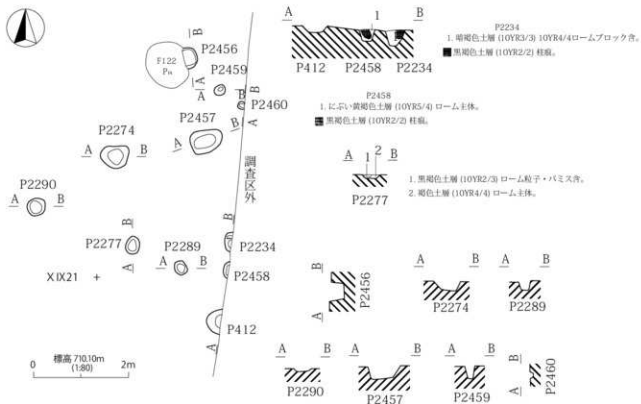 B
P2456
F122
Pn
A
P2459
A
B
B
P2460
P2457
B
A
A
P2274
A
B
P2290
A
B
調査区外
B
P2277
A
P2289
A
B
B
P2234
P2458
XⅨ21 +
P412
A
標高 710.10m
(1:80)
0
2m
A
1
B
P412
P2458
P2234
P2234
1. 暗褐色土層 (10YR3/3) 10YR4/4ロームブロック含。
黒褐色土層 (10YR2/2) 柱痕。
P2458
1. にぶい黄褐色土層 (10YR5/4) ローム主体。
黒褐色土層 (10YR2/2) 柱痕。
A
1
2
B
P2277
1. 黒褐色土層 (10YR2/3) ローム粒子・パミス含。
2. 褐色土層 (10YR4/4) ローム主体。
B
A
P2456
A
B
P2274
A
B
P2289
A
B
P2290
A
B
P2457
A
B
P2459
B
A
P2460